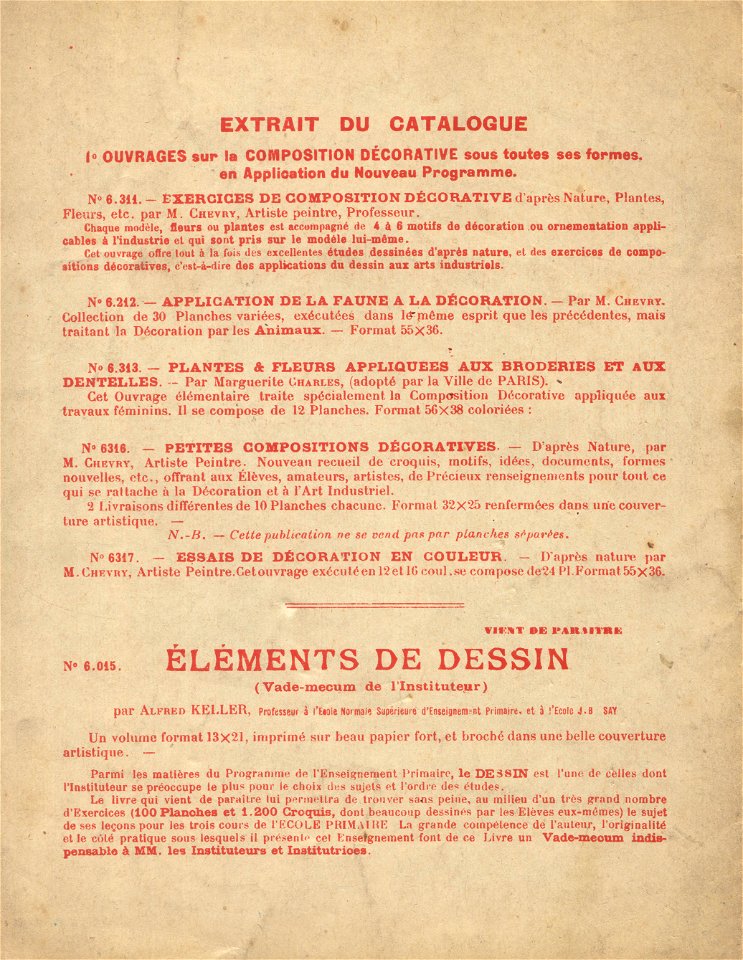 EXTRAIT DU CATALOGUE
1º OUVRAGES sur la COMPOSITION DÉCORATIVE sous toutes ses formes.
en Application du Nouveau Programme.
Nº 6.311. — EXERCICES DE COMPOSITION DÉCORATIVE d'après Nature, Plantes,
Fleurs, etc. par M. CHEVRY, Artiste peintre, Professeur.
Chaque modèle, fleurs ou plantes est accompagné de 4 à 6 motifs de décoration ou ornementation appli-
cables à l'industrie et qui sont pris sur le modèle lui-même.
Cet ouvrage offre tout à la fois des excellentes études dessinées d'après nature, et des exercices de compo-
sitions décoratives, c'est-à-dire des applications du dessin aux arts industriels.
Nº 6.212. — APPLICATION DE LA FAUNE A LA DÉCORATION. — Par M. CHEVRY.
Collection de 30 Planches variées, exécutées dans le même esprit que les précédentes, mais
traitant la Décoration par les Animaux. — Format 55×36.
Nº 6.313. — PLANTES & FLEURS APPLIQUEES AUX BRODERIES ET AUX
DENTELLES. — Par Marguerite CHARLES, (adopté par la Ville de PARIS).
Cet Ouvrage élémentaire traite spécialement la Composition Décorative appliquée aux
travaux féminins. Il se compose de 12 Planches. Format 56×38 coloriées :
Nº 6316. — PETITES COMPOSITIONS DÉCORATIVES. — D'après Nature, par
M. CHEVRY, Artiste Peintre. Nouveau recueil de croquis, motifs, idées, documents, formes
nouvelles, etc., offrant aux Élèves, amateurs, artistes, de Précieux renseignements pour tout ce
qui se rattache à la Décoration et à l'Art Industriel.
2 Livraisons différentes de 10 Planches chacune. Format 32×25 renfermées dans une couver-
ture artistique. —
N.-B. — Cette publication ne se vend pas par planches séparées.
Nº 6317. — ESSAIS DE DÉCORATION EN COULEUR. — D'après nature par
M. CHEVRY, Artiste Peintre. Cet ouvrage exécuté en 12 et 16 coul. se compose de 24 Pl. Format 55×36.
VIENT DE PARAITRE
Nº 6.015. ÉLÉMENTS DE DESSIN
(Vade-mecum de l'Instituteur)
par ALFRED KELLER, Professeur à l'Ecole Normale Supérieure d'Enseignement Primaire. et à l'Ecole J.B SAY
Un volume format 13×21, imprimé sur beau papier fort, et broché dans une belle couverture
artistique. —
Parmi les matières du Programme de l'Enseignement Primaire, le DESSIN est l'une de celles dont
l'Instituteur se préoccupe le plus pour le choix des sujets et l'ordre des études.
Le livre qui vient de paraitre lui permettra de trouver sans peine, au milieu d'un très grand nombre
d'Exercices (100 Planches et 1.200 Croquis, dont beaucoup dessinés par les Elèves eux-mêmes) le sujet
de ses leçons pour les trois cours de l'ECOLE PRIMAIRE La grande compétence de l'auteur, l'originalité
et le côté pratique sous lesquels il présente cet Enseignement font de ce Livre un Vade-mecum indis-
pensable à MM. les Instituteurs et Institutrices.